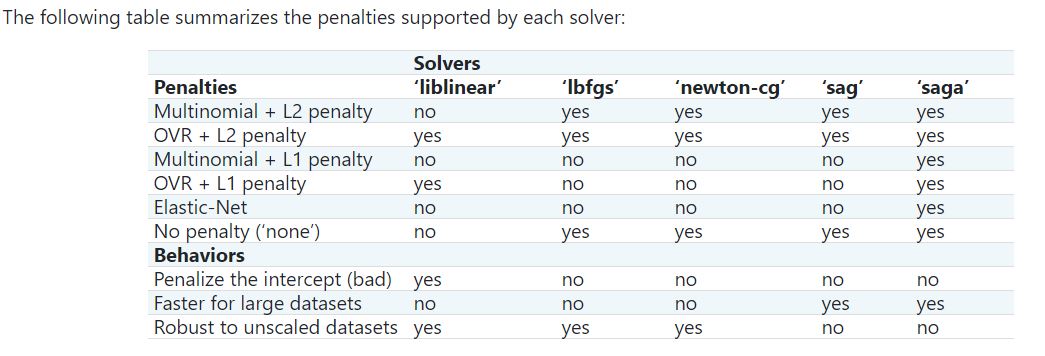 The following table summarizes the penalties supported by each solver:
Solvers
Penalties ‘liblinear’ ‘lbfgs’ ‘newton-cg’ ‘sag’ ‘saga’
Multinomial + L2 penalty no yes yes yes yes
OVR + L2 penalty yes yes yes yes yes
Multinomial + L1 penalty no no no no yes
OVR + L1 penalty yes no no no yes
Elastic-Net no no no no yes
No penalty (‘none’) no yes yes yes yes
Behaviors
Penalize the intercept (bad) yes no no no no
Faster for large datasets no no no yes yes
Robust to unscaled datasets yes yes yes no no